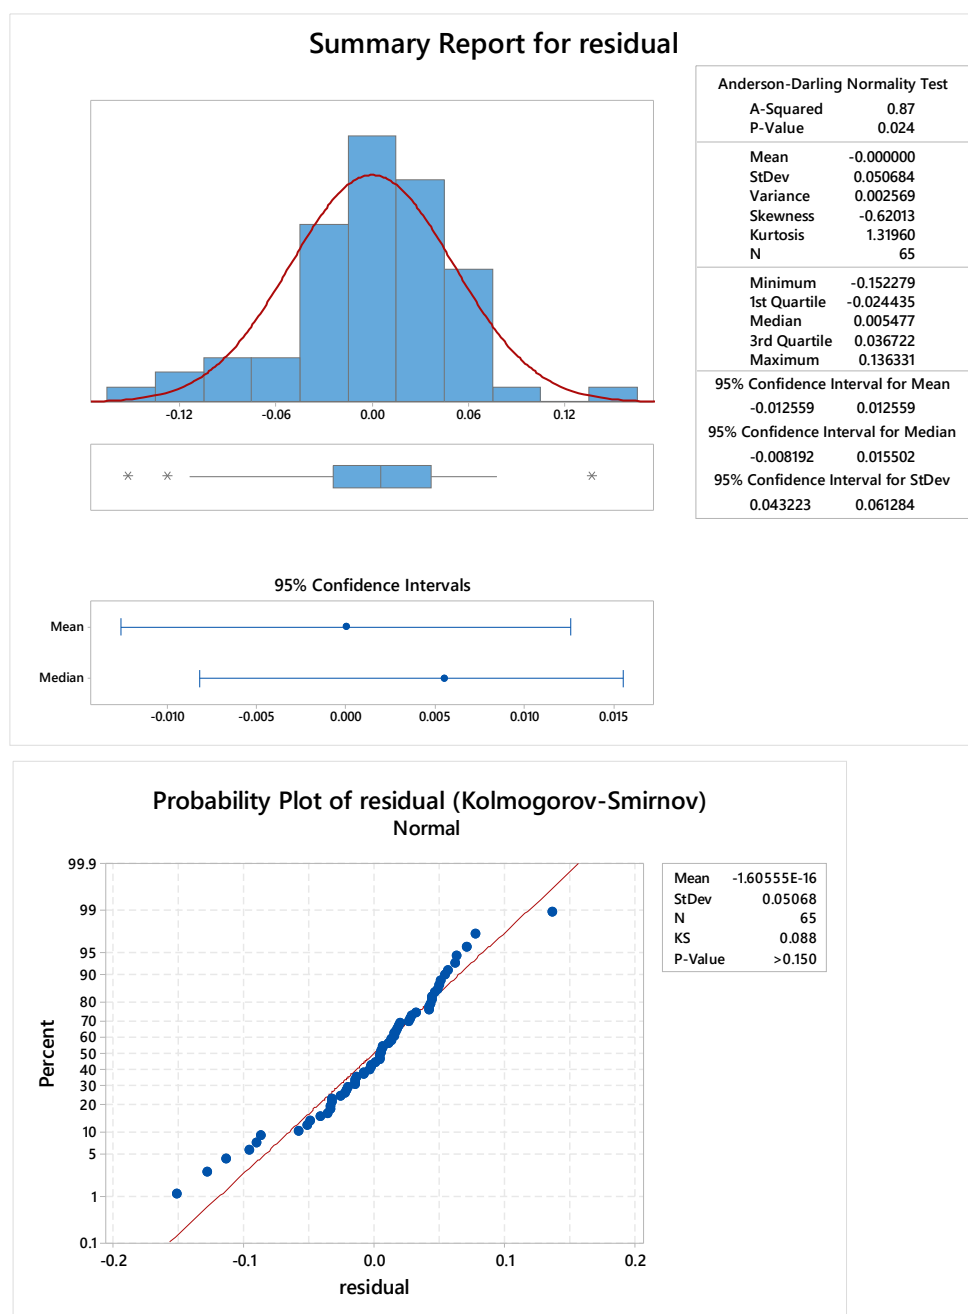 Summary Report for residual
Anderson-Darling Normality Test
A-Squared 0.87
P-Value 0.024
Mean -0.000000
StDev 0.050684
Variance 0.002569
Skewness -0.62013
Kurtosis 1.31960
N 65
Minimum -0.152279
1st Quartile -0.024435
Median 0.005477
3rd Quartile 0.036722
Maximum 0.136331
95% Confidence Interval for Mean
-0.012559 0.012559
95% Confidence Interval for Median
-0.008192 0.015502
95% Confidence Interval for StDev
0.043223 0.061284
-0.12 -0.06 0.00 0.06 0.12
95% Confidence Intervals
Mean
Median
-0.010 -0.005 0.000 0.005 0.010 0.015
Probability Plot of residual (Kolmogorov-Smirnov)
Normal
Mean -1.60555E-16
StDev 0.05068
N 65
KS 0.088
P-Value >0.150
Percent
99.9
99
95
90
80
70
60
50
40
30
20
10
5
1
0.1
-0.2 -0.1 0.0 0.1 0.2
residual